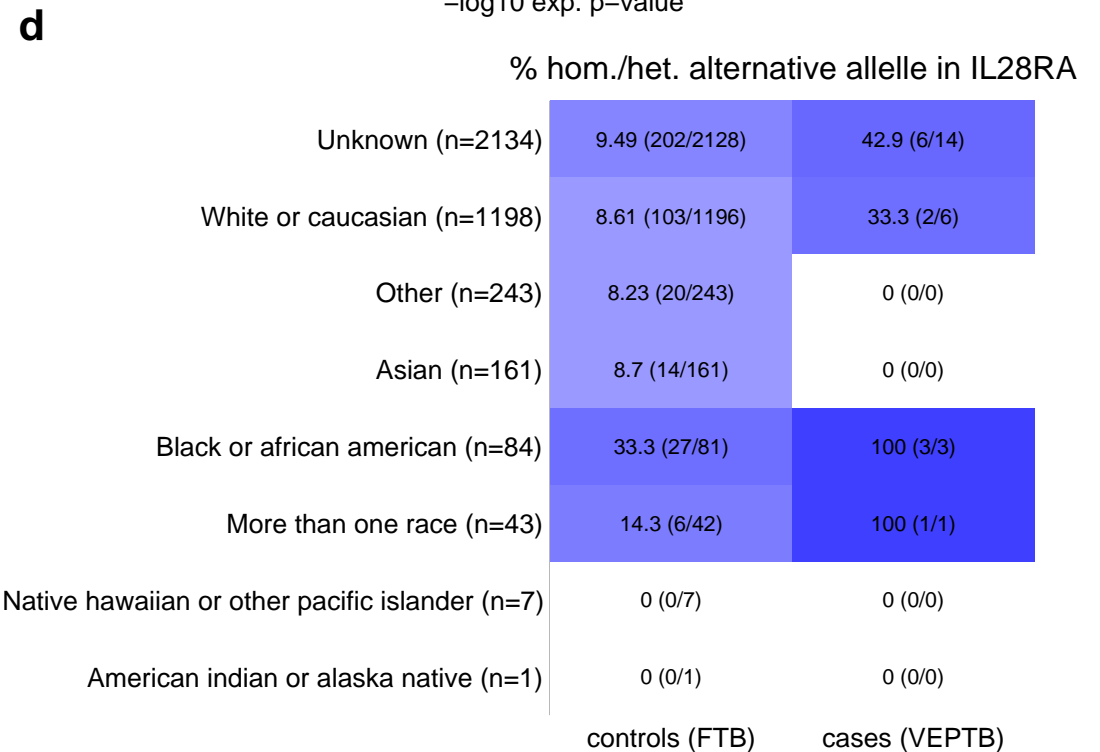 −log10 exp. p−value
d
% hom./het. alternative allelle in IL28RA
Unknown (n=2134) 9.49 (202/2128) 42.9 (6/14)
White or caucasian (n=1198) 8.61 (103/1196) 33.3 (2/6)
Other (n=243) 8.23 (20/243) 0 (0/0)
Asian (n=161) 8.7 (14/161) 0 (0/0)
Black or african american (n=84) 33.3 (27/81) 100 (3/3)
More than one race (n=43) 14.3 (6/42) 100 (1/1)
Native hawaiian or other pacific islander (n=7) 0 (0/7) 0 (0/0)
American indian or alaska native (n=1) 0 (0/1) 0 (0/0)
controls (FTB) cases (VEPTB)